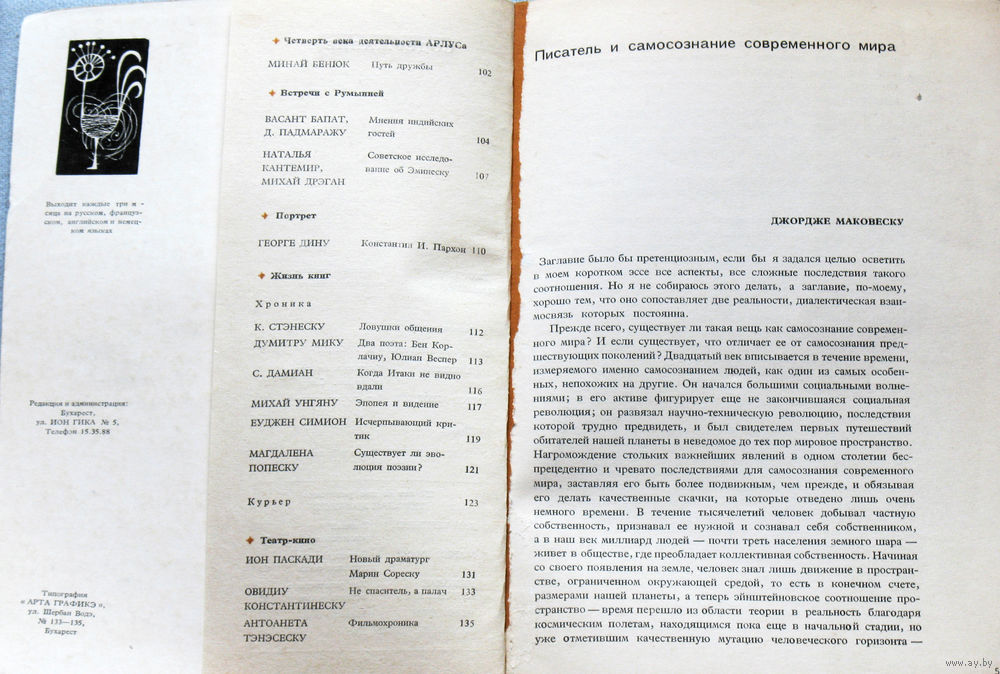 Выходит каждые три м -
сяца на русском, француз-
ском, английском и немец-
ком языках
Редакция и администрация:
Бухарест,
ул. ИОН ГИКА № 5,
Телефэн 15.35.88
Типография
« АРТА ГРАФИКЭ »,
ул. Шербан Водэ,
№ 133—135,
Бухарест
Четверть века деятельности АРЛУСа
МИНАЙ БЕНЮК Путь дружбы 102
Встречи с Румынией
ВАСАНТ БАПАТ, Мнения индийских
Д. ПАДМАРАЖУ гостей 104
НАТАЛЬЯ Советское исследо-
КАНТЕМИР, вание об Эминеску 107
МИХАЙ ДРЭГАН
Портрет
ГЕОРГЕ ДИНУ Константин И. Пархон 110
Жизнь книг
Хроника
К. СТЭНЕСКУ Ловушки общения 112
ДУМИТРУ МИКУ Два поэта: Бен Кор-
лачиу, Юлиан Веспер 113
С. ДАМИАН Когда Итаки не видно
вдали 116
МИХАЙ УНГЯНУ Эпопея и видение 117
ЕУДЖЕН СИМИОН Исчерпывающий кри-
тик 119
МАГДАЛЕНА Существует ли эво-
ПОПЕСКУ люция поэзии? 121
Курьер 123
Театр-кино
ИОН ПАСКАДИ Новый драматург
Марин Сореску 131
ОВИДИУ Не спаситель, а палач 133
КОНСТАНТИНЕСКУ
АНТОАНЕТА Фильмохроника 135
ТЭНЭСЕСКУ
Писатель и самосознание современного мира
ДЖОРДЖЕ МАКОВЕСКУ
Заглавие было бы претенциозным, если бы я задался целью осветить
в моем коротком эссе все аспекты, все сложные последствия такого
соотношения. Но я не собираюсь этого делать, а заглавие, по-моему,
хорошо тем, что оно сопоставляет две реальности, диалектическая взаи-
мосвязь которых постоянна.
Прежде всего, существует ли такая вещь как самосознание современ-
ного мира? И если существует, что отличает ее от самосознания пред-
шествующих поколений? Двадцатый век вписывается в течение времени,
измеряемого именно самосознанием людей, как один из самых особен-
ных, непохожих на другие. Он начался большими социальными волне-
ниями; в его активе фигурирует еще не закончившаяся социальная
революция; он развязал научно-техническую революцию, последствия
которой трудно предвидеть, и был свидетелем первых путешествий
обитателей нашей планеты в неведомое до тех пор мировое пространство.
Нагромождение стольких важнейших явлений в одном столетии бес-
прецедентно и чревато последствиями для самосознания современного
мира, заставляя его быть более подвижным, чем прежде, и обязывая
его делать качественные скачки, на которые отведено лишь очень
немного времени. В течение тысячелетий человек добывал частную
собственность, признавал ее нужной и сознавал себя собственником,
а в наш век миллиард людей — почти треть населения земного шара —
живет в обществе, где преобладает коллективная собственность. Начиная
со своего появления на земле, человек знал лишь движение в простран-
стве, ограниченном окружающей средой, то есть в конечном счете,
размерами нашей планеты, а теперь эйнштейновское соотношение про-
странство — время перешло из области теории в реальность благодаря
космическим полетам, находящимся пока еще в начальной стадии, но
уже отметившим качественную мутацию человеческого горизонта —
5
www.ay.by